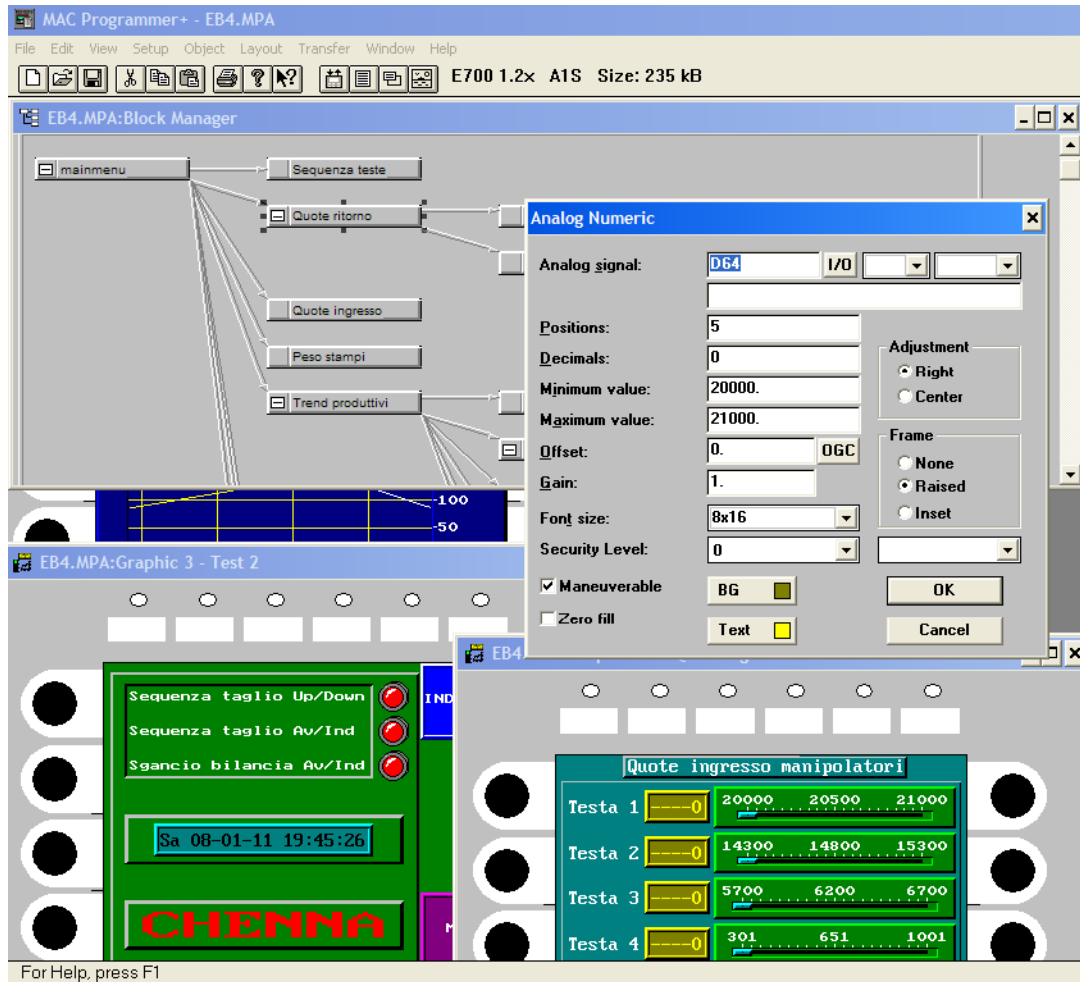 MAC Programmer+ - EB4.MPA
File Edit View Setup Object Layout Transfer Window Help
E700 1.2x A1S Size: 235 kB
EB4.MPA:Block Manager
mainmenu
Sequenza teste
Quote ritorno
Quote ingresso
Peso stampi
Trend produttivi
-100
-50
Analog Numeric
Analog signal: D64 I/O
Positions: 5
Decimals: 0
Minimum value: 20000.
Maximum value: 21000.
Offset: 0. OGC
Gain: 1.
Font size: 8x16
Security Level: 0
Maneuverable
Zero fill
BG
Text
Adjustment
Right
Center
Frame
None
Raised
Inset
OK
Cancel
EB4.MPA:Graphic 3 - Test 2
Sequenza taglio Up/Down
Sequenza taglio Av/Ind
Sgancio bilancia Av/Ind
IND
Sa 08-01-11 19:45:26
CHENNA
M
EB4
Quote ingresso manipolatori
Testa 1 ----0 20000 20500 21000
Testa 2 ----0 14300 14800 15300
Testa 3 ----0 5700 6200 6700
Testa 4 ----0 301 651 1001
For Help, press F1